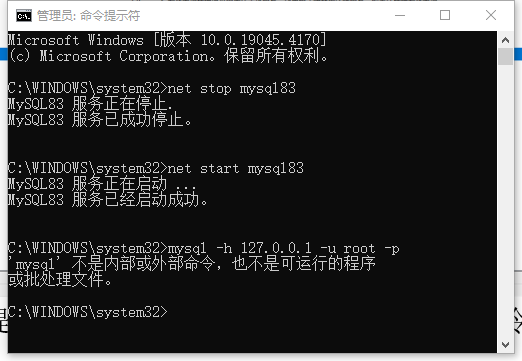 管理员: 命令提示符
Microsoft Windows [版本 10.0.19045.4170]
(c) Microsoft Corporation。保留所有权利。
C:\WINDOWS\system32>net stop mysql83
MySQL83 服务正在停止.
MySQL83 服务已成功停止。
C:\WINDOWS\system32>net start mysql83
MySQL83 服务正在启动 ...
MySQL83 服务已经启动成功。
C:\WINDOWS\system32>mysql -h 127.0.0.1 -u root -p
'mysql' 不是内部或外部命令，也不是可运行的程序
或批处理文件。
C:\WINDOWS\system32>